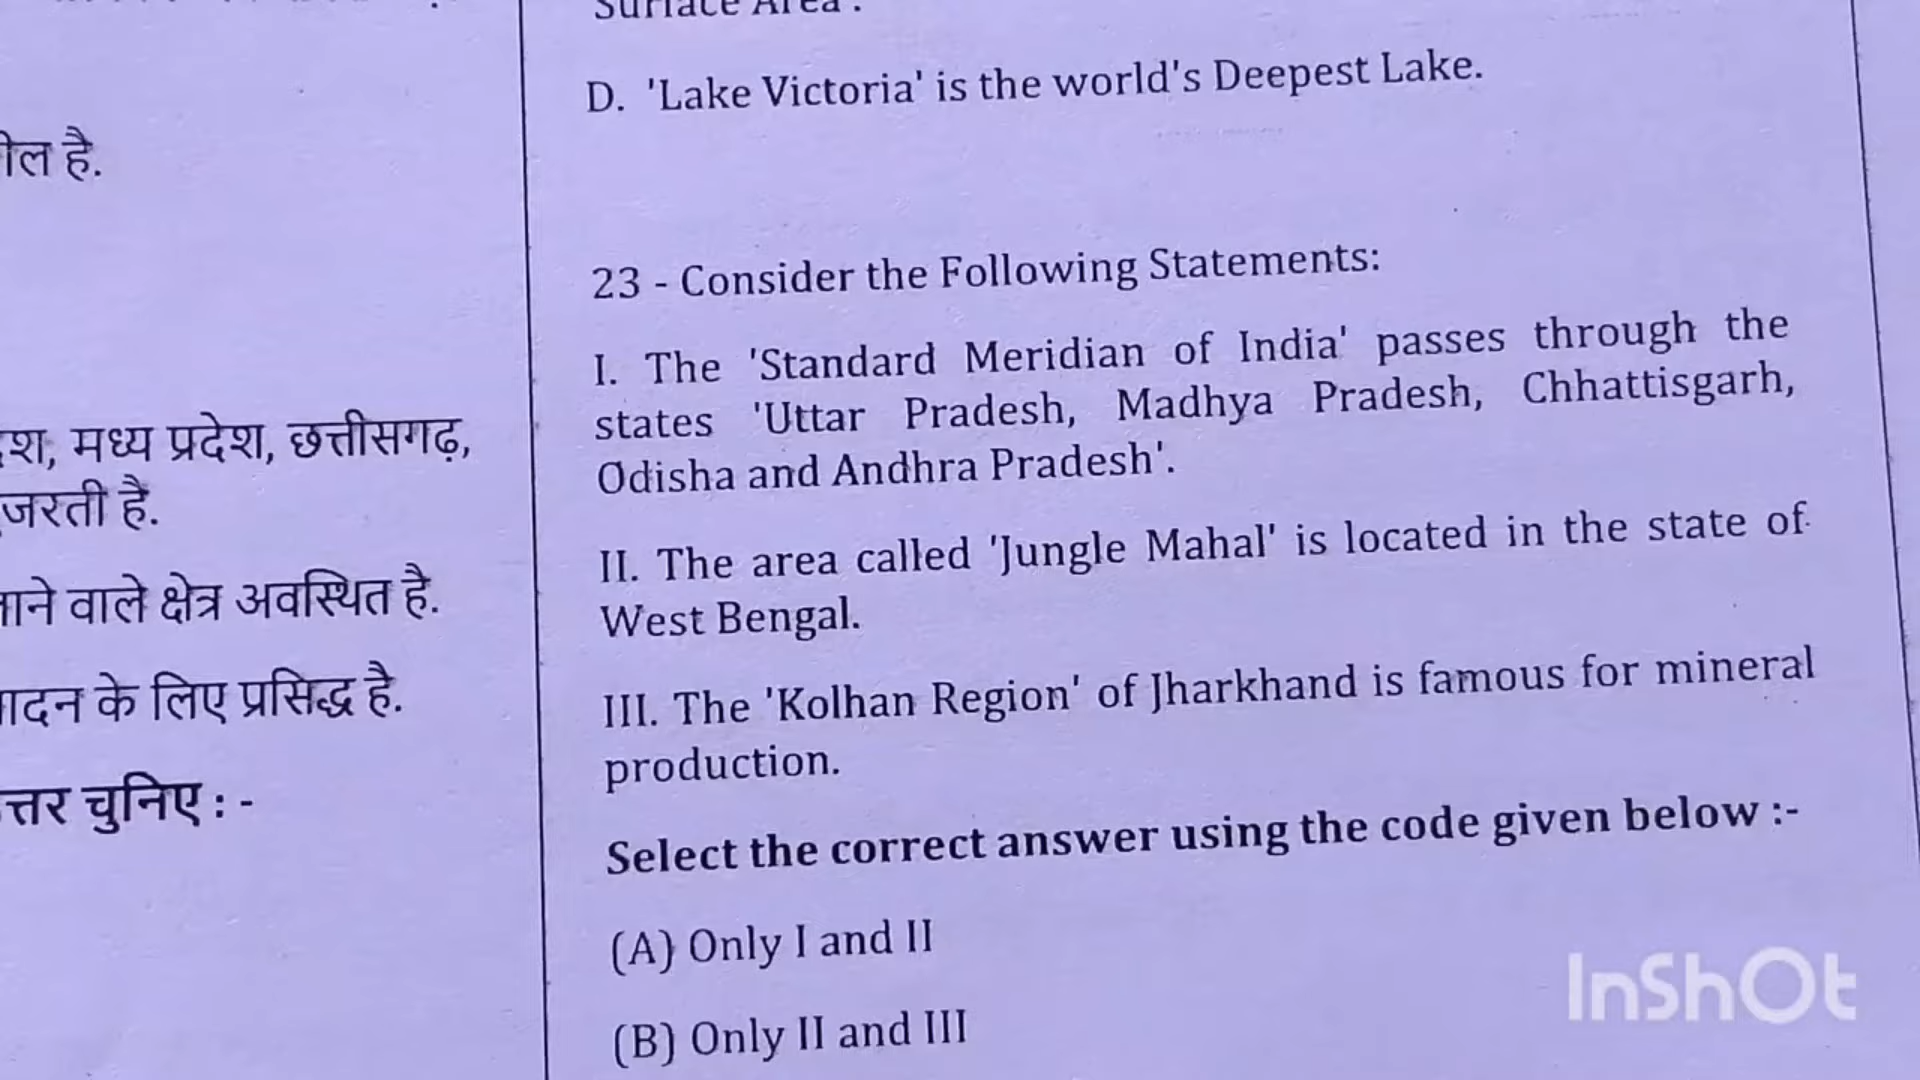 Surface Area.
D. 'Lake Victoria' is the world's Deepest Lake.
है.
मध्य प्रदेश, छत्तीसगढ़,
है.
वाले क्षेत्र अवस्थित है.
के लिए प्रसिद्ध है.
चुनिए : -
23 - Consider the Following Statements:
I. The 'Standard Meridian of India' passes through the
states 'Uttar Pradesh, Madhya Pradesh, Chhattisgarh,
Odisha and Andhra Pradesh'.
II. The area called 'Jungle Mahal' is located in the state of
West Bengal.
III. The 'Kolhan Region' of Jharkhand is famous for mineral
production.
Select the correct answer using the code given below :-
(A) Only I and II
(B) Only II and III
InShOt